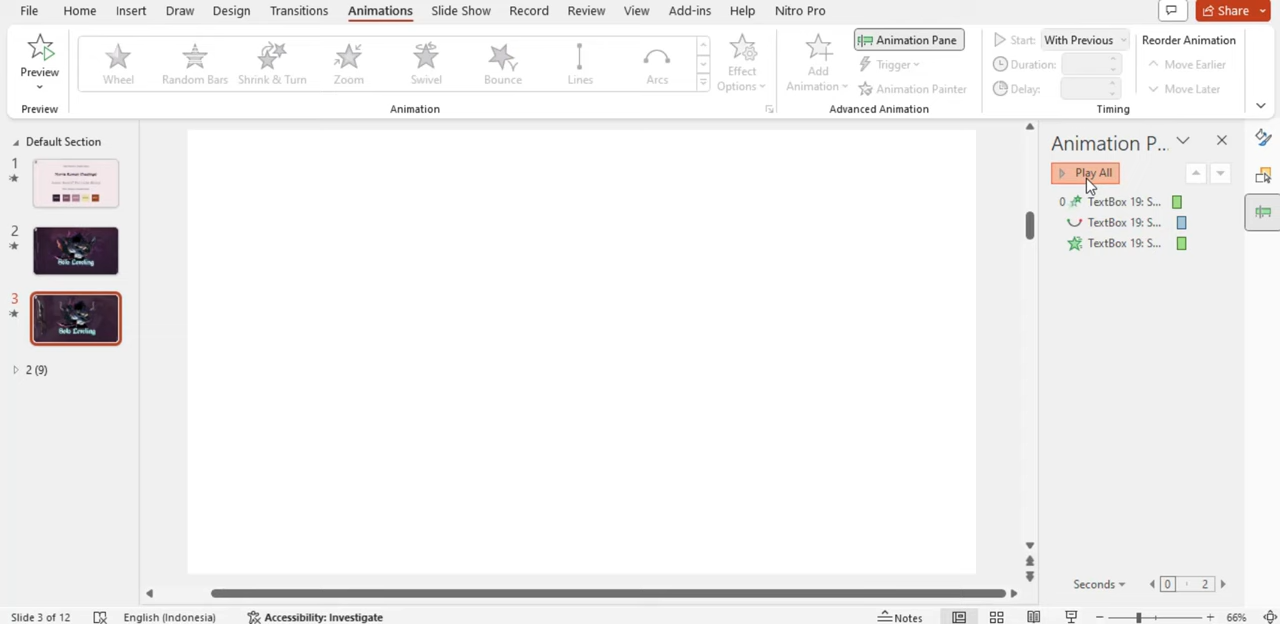 File Home Insert Draw Design Transitions Animations Slide Show Record Review View Add-ins Help Nitro Pro Share
Preview
Wheel Random Bars Shrink & Turn Zoom Swivel Bounce Lines Arcs
Effect Options
Add Animation
Animation Pane
Trigger
Animation Painter
Start: With Previous
Duration:
Delay:
Reorder Animation
Move Earlier
Move Later
Preview Animation Advanced Animation Timing
Default Section
1
2
Solo Leveling
3
Solo Leveling
2 (9)
Animation P...
Play All
0 TextBox 19: S...
TextBox 19: S...
TextBox 19: S...
Seconds 0 2
Slide 3 of 12 English (Indonesia) Accessibility: Investigate Notes 66%